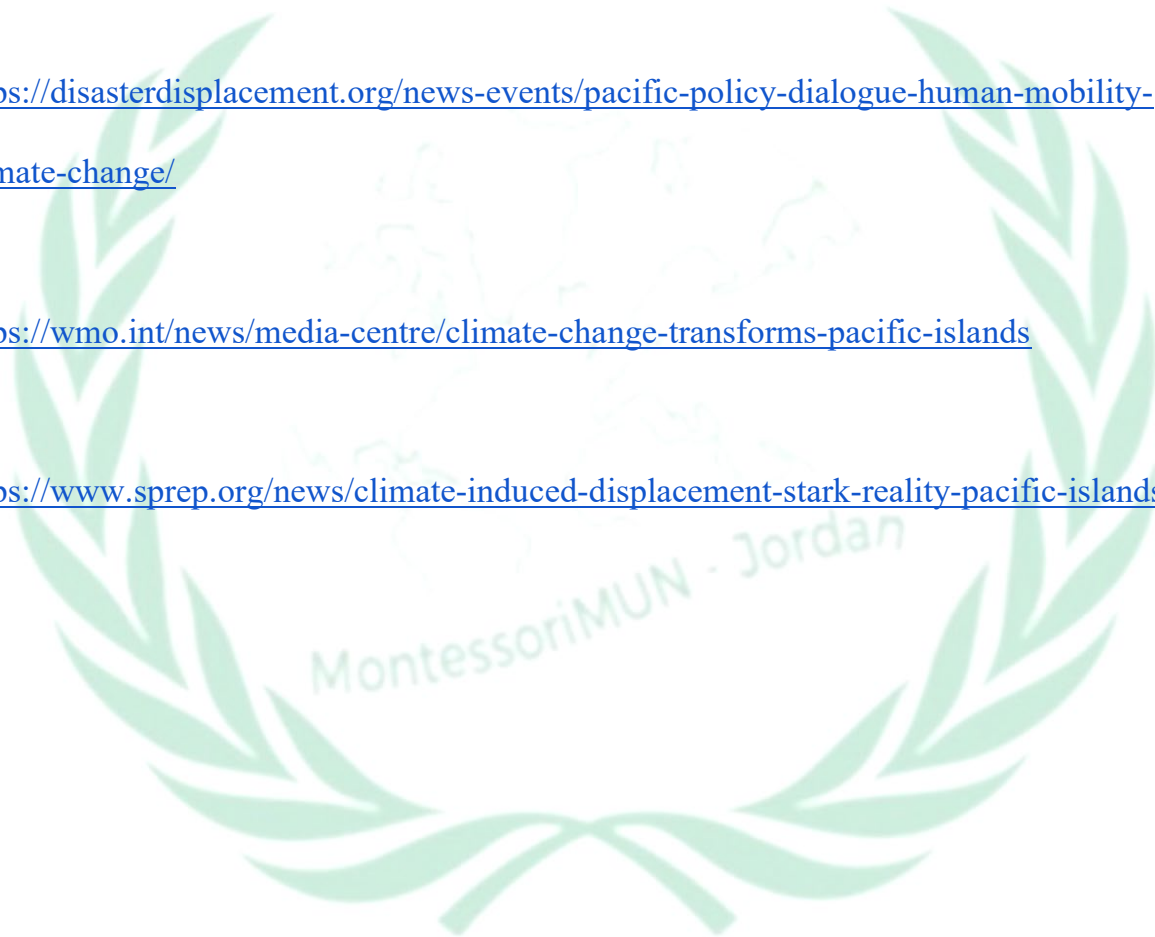 ps://disasterdisplacement.org/news-events/pacific-policy-dialogue-human-mobility-
mate-change/
ps://wmo.int/news/media-centre/climate-change-transforms-pacific-islands
ps://www.sprep.org/news/climate-induced-displacement-stark-reality-pacific-islands
MontessoriMUN - Jordan